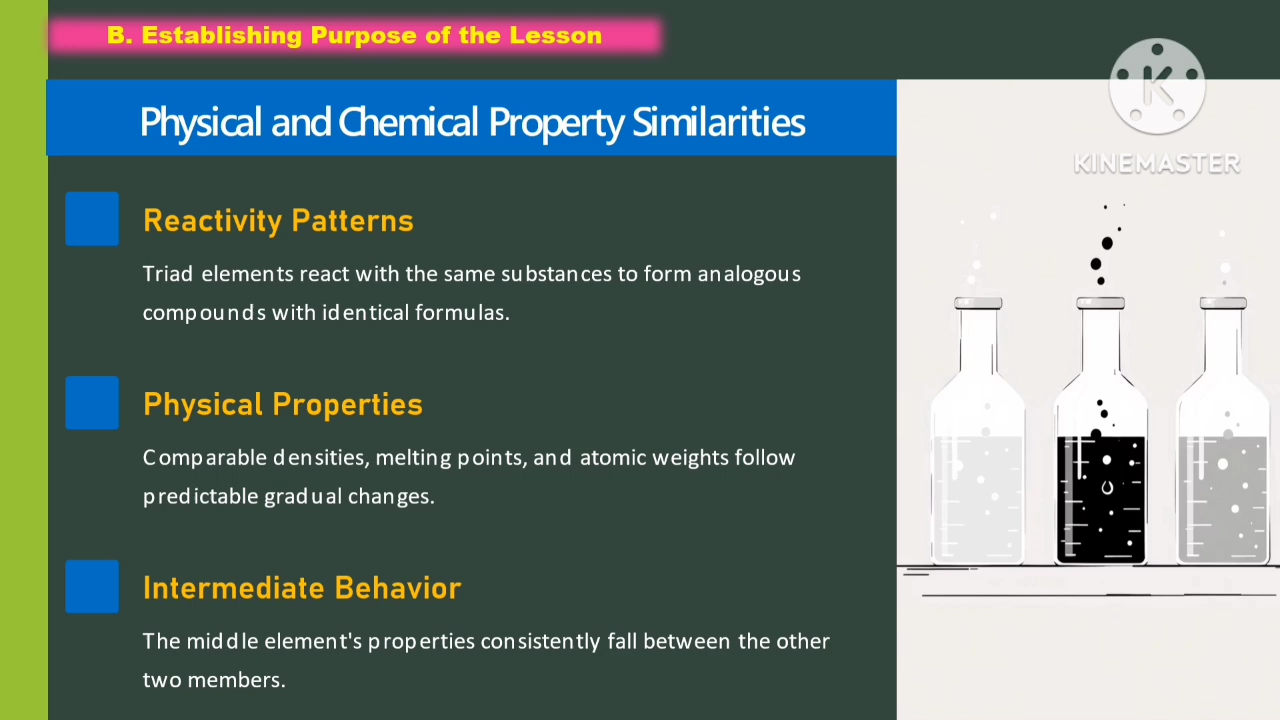 B. Establishing Purpose of the Lesson
Physical and Chemical Property Similarities
K
KINEMASTER
Reactivity Patterns
Triad elements react with the same substances to form analogous
compounds with identical formulas.
Physical Properties
Comparable densities, melting points, and atomic weights follow
predictable gradual changes.
Intermediate Behavior
The middle element's properties consistently fall between the other
two members.